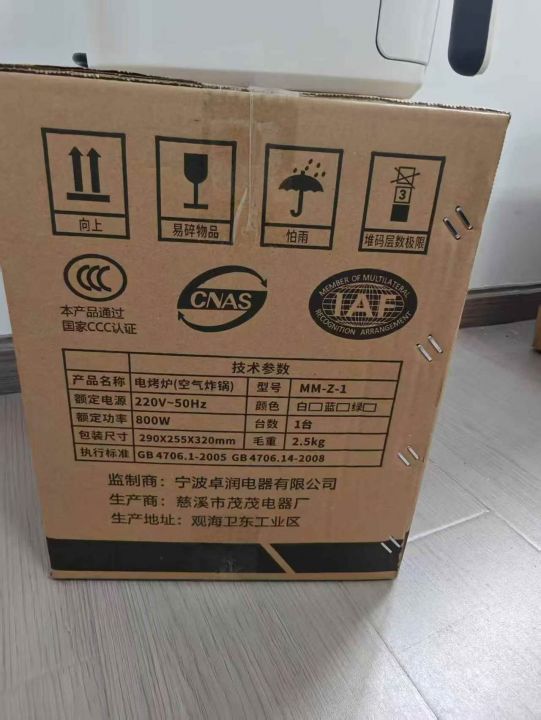 3
向上
易碎物品
怕雨
堆码层数极限
CCC
本产品通过
国家CCC认证
CNAS
MEMBER OF MULTILATERAL
IAF
RECOGNITION ARRANGEMENT
技术参数
产品名称 电烤炉(空气炸锅) 型号 MM-Z-1
额定电源 220V~50Hz 颜色 白□蓝□绿□
额定功率 800W 台数 1台
包装尺寸 290X255X320mm 毛重 2.5kg
执行标准 GB 4706.1-2005 GB 4706.14-2008
监制商：宁波卓润电器有限公司
生产商：慈溪市茂茂电器厂
生产地址：观海卫东工业区